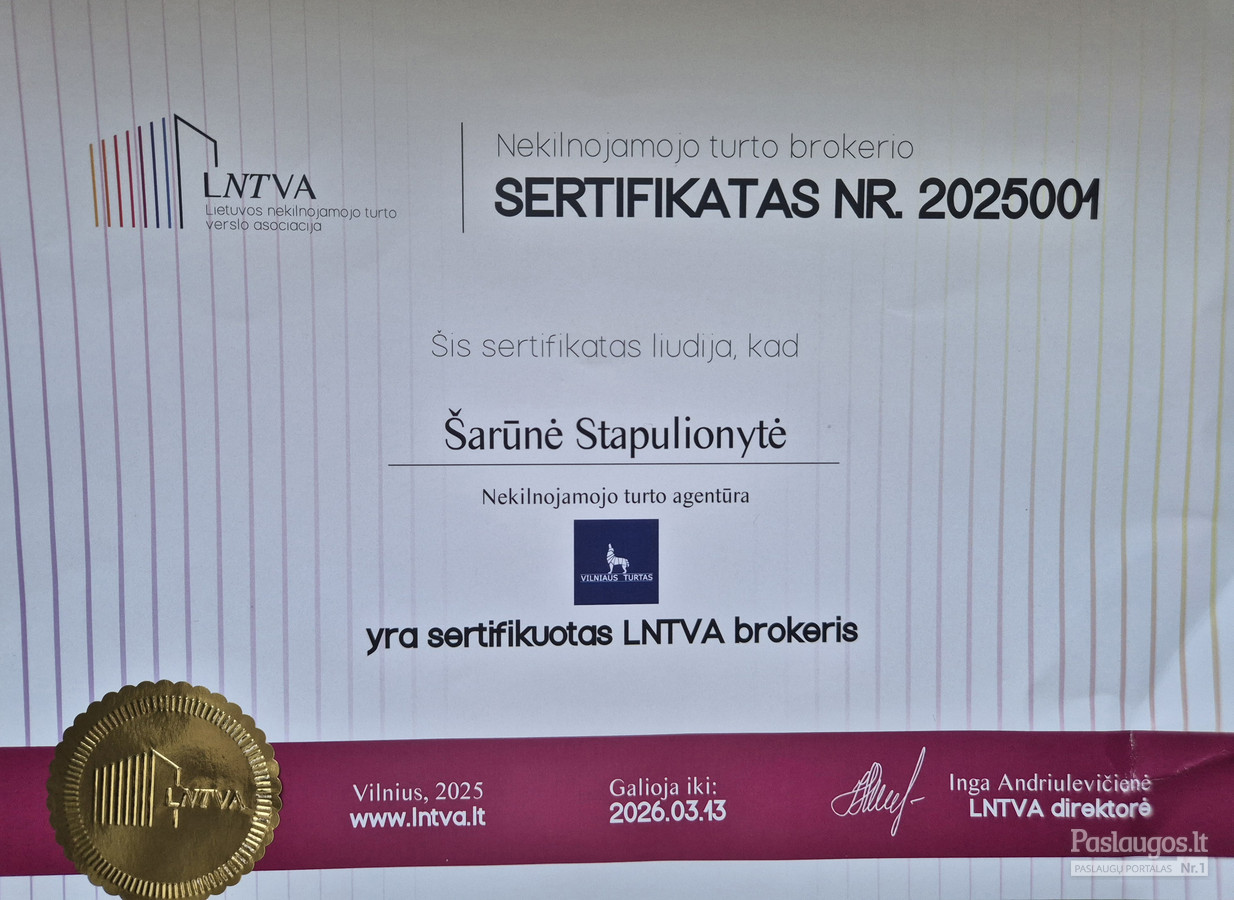 LNTVA
Lietuvos nekilnojamojo turto
verslo asociacija
Nekilnojamojo turto brokerio
SERTIFIKATAS NR. 2025001
Šis sertifikatas liudija, kad
Šarūnė Stapulionytė
Nekilnojamojo turto agentūra
VILNIAUS TURTAS
yra sertifikuotas LNTVA brokeris
LNTVA
Vilnius, 2025
www.lntva.lt
Galioja iki:
2026.03.13
Inga Andriulevičienė
LNTVA direktorė
Paslaugos.lt
PASLAUGŲ PORTALAS Nr.1